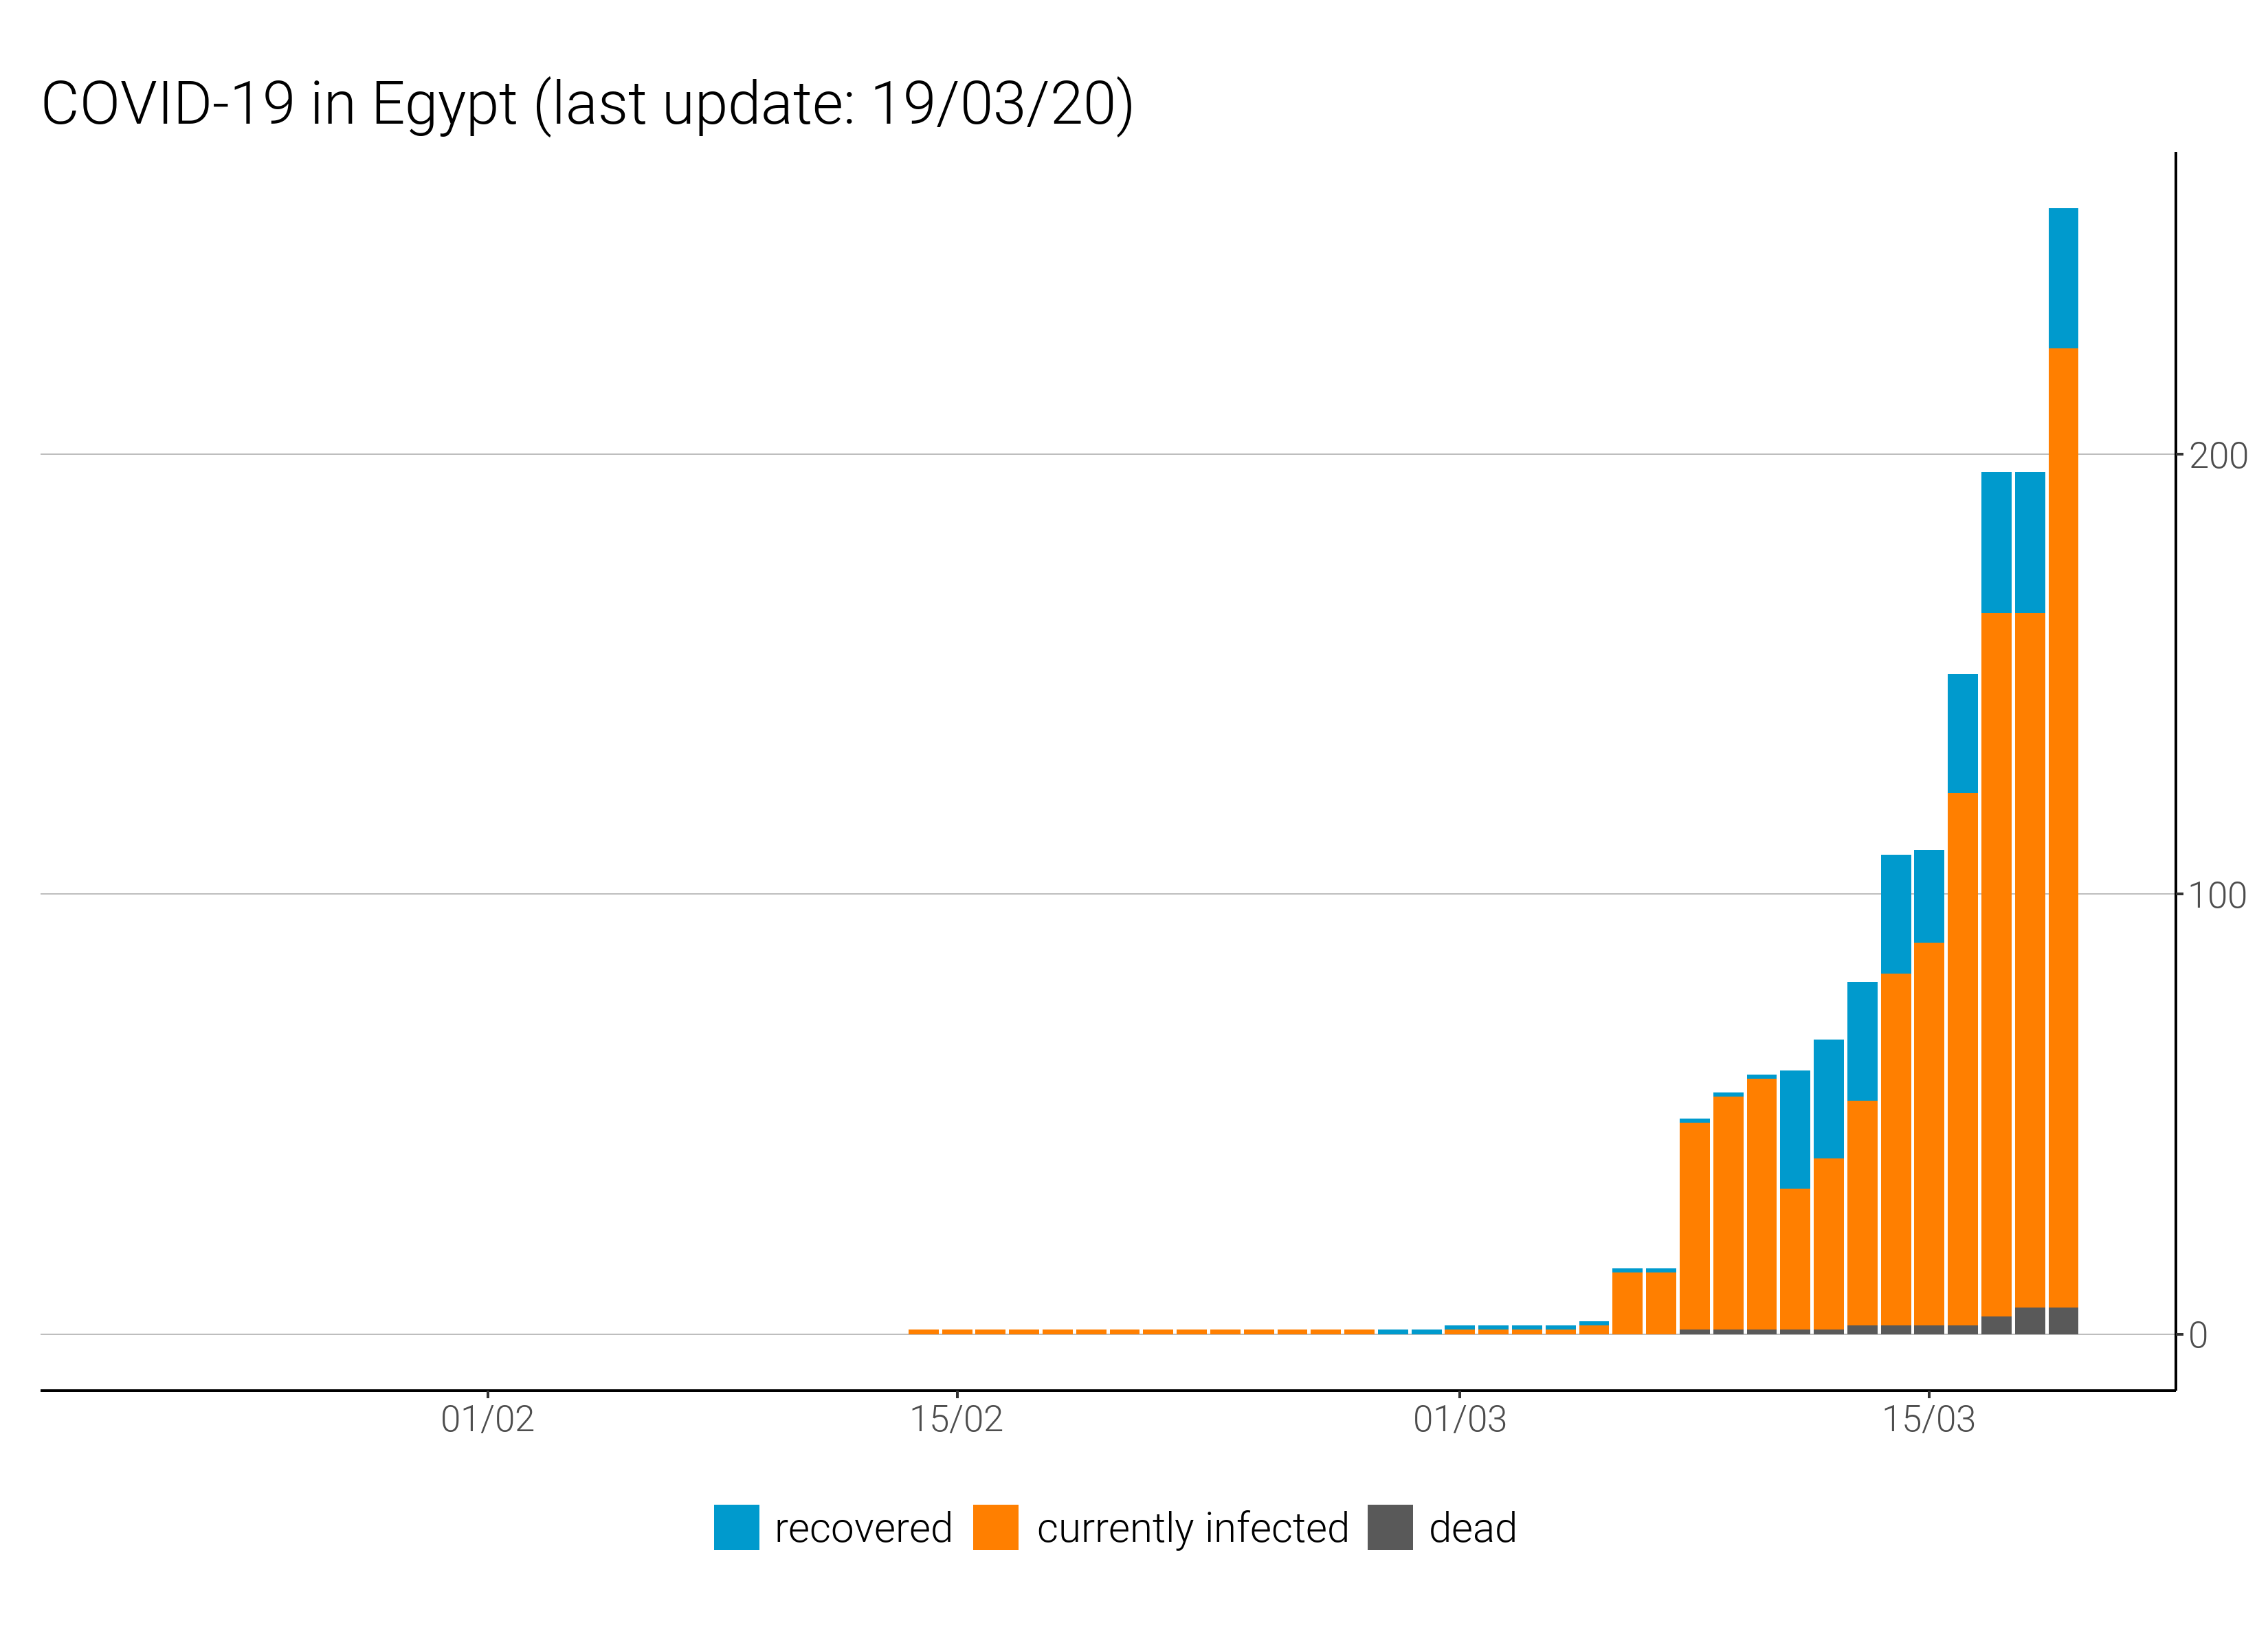 COVID-19 in Egypt (last update: 19/03/20)
200
100
0
01/02 15/02 01/03 15/03
recovered currently infected dead